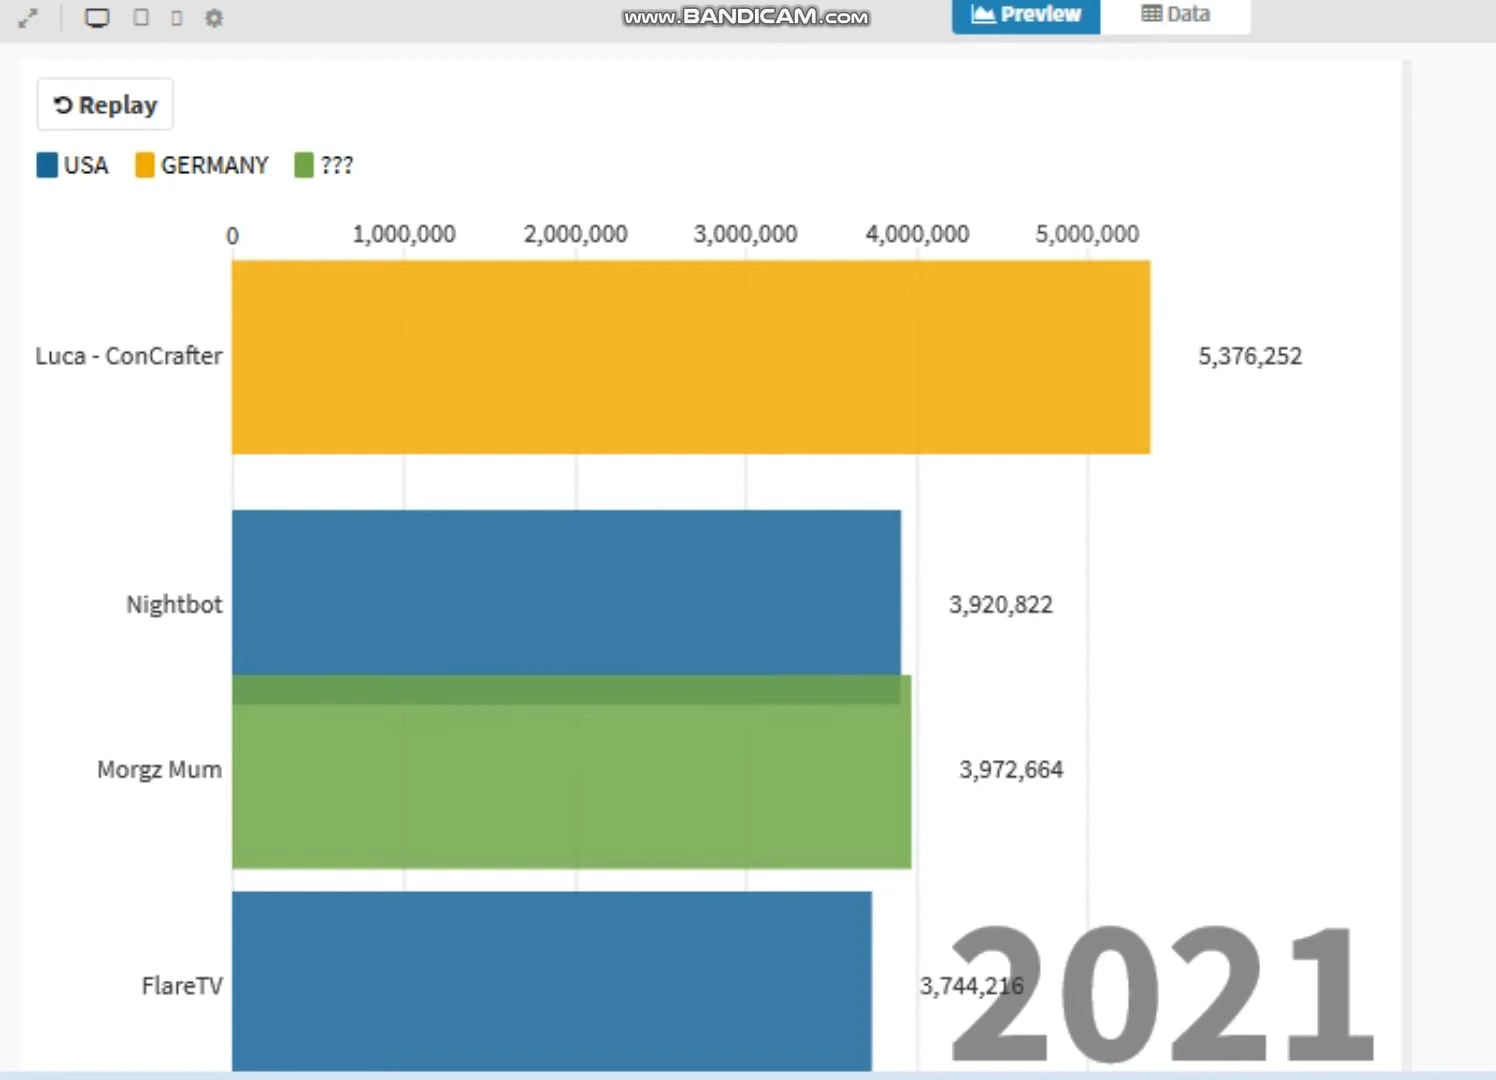 www.BANDICAM.com
Preview
Data
Replay
USA GERMANY ???
0 1,000,000 2,000,000 3,000,000 4,000,000 5,000,000
Luca - ConCrafter 5,376,252
Nightbot 3,920,822
Morgz Mum 3,972,664
FlareTV 3,744,216
2021